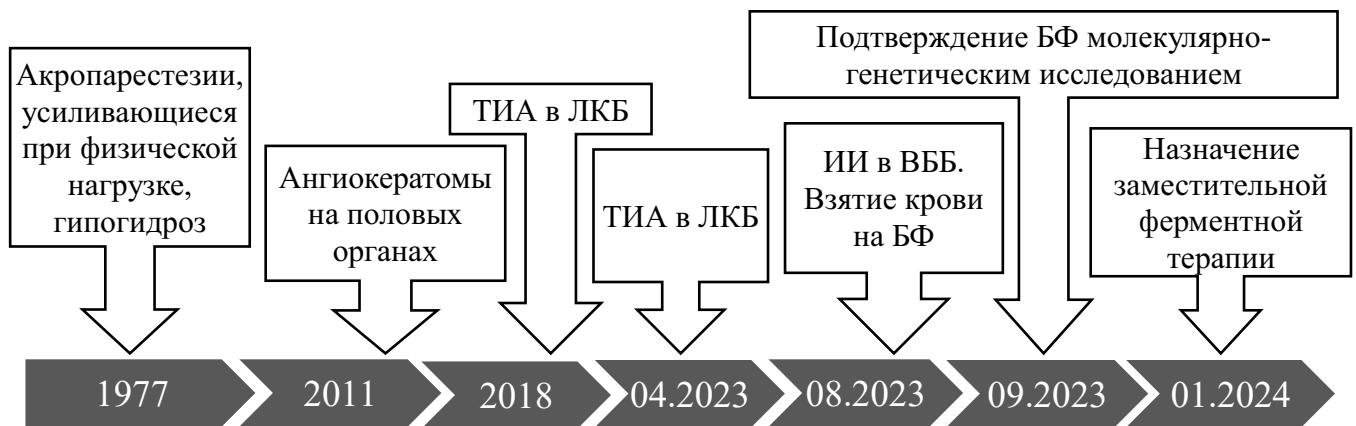 Акропарестезии,
усиливающиеся
при физической
нагрузке,
гипогидроз
Ангиокератомы
на половых
органах
ТИА в ЛКБ
ТИА в ЛКБ
ИИ в ВББ.
Взятие крови
на БФ
Подтверждение БФ молекулярно-
генетическим исследованием
Назначение
заместительной
ферментной
терапии
1977
2011
2018
04.2023
08.2023
09.2023
01.2024